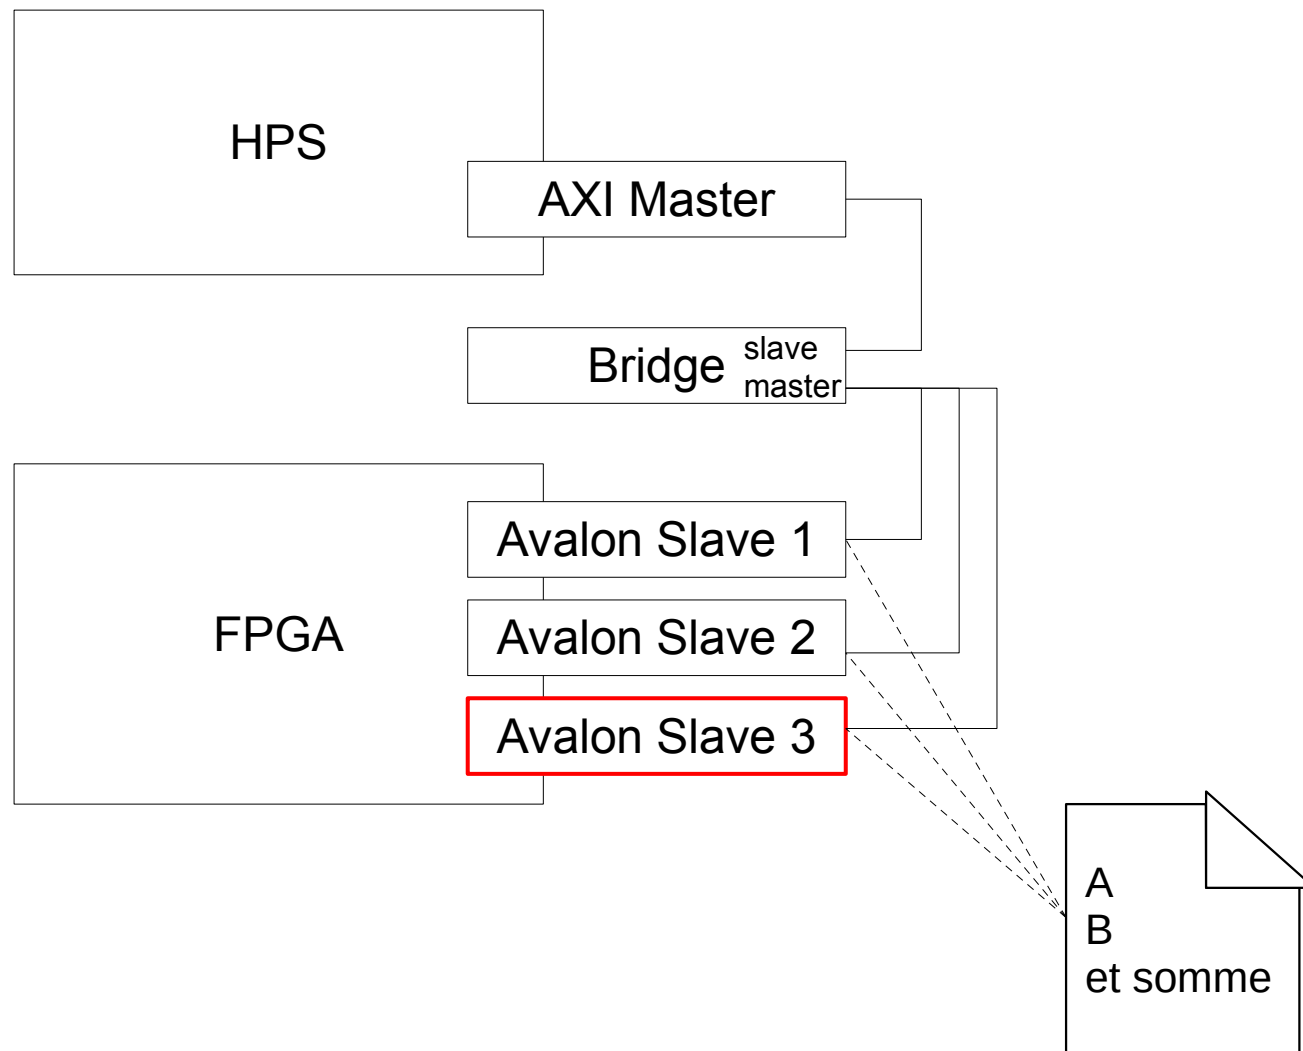 HPS
AXI Master
Bridge
slave
master
Avalon Slave 1
FPGA
Avalon Slave 2
Avalon Slave 3
A
B
et somme